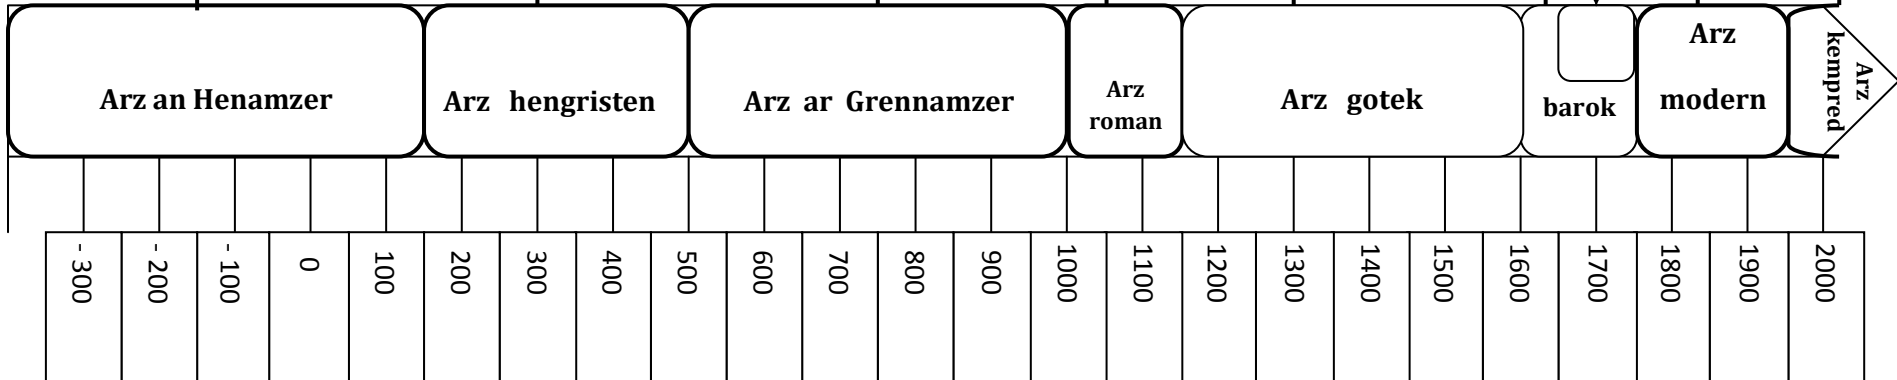 Arz an Henamzer
Arz hengristen
Arz ar Grennamzer
Arz
roman
Arz gotek
barok
Arz
modern
Arz
kempred
- 300
- 200
- 100
0
100
200
300
400
500
600
700
800
900
1000
1100
1200
1300
1400
1500
1600
1700
1800
1900
2000